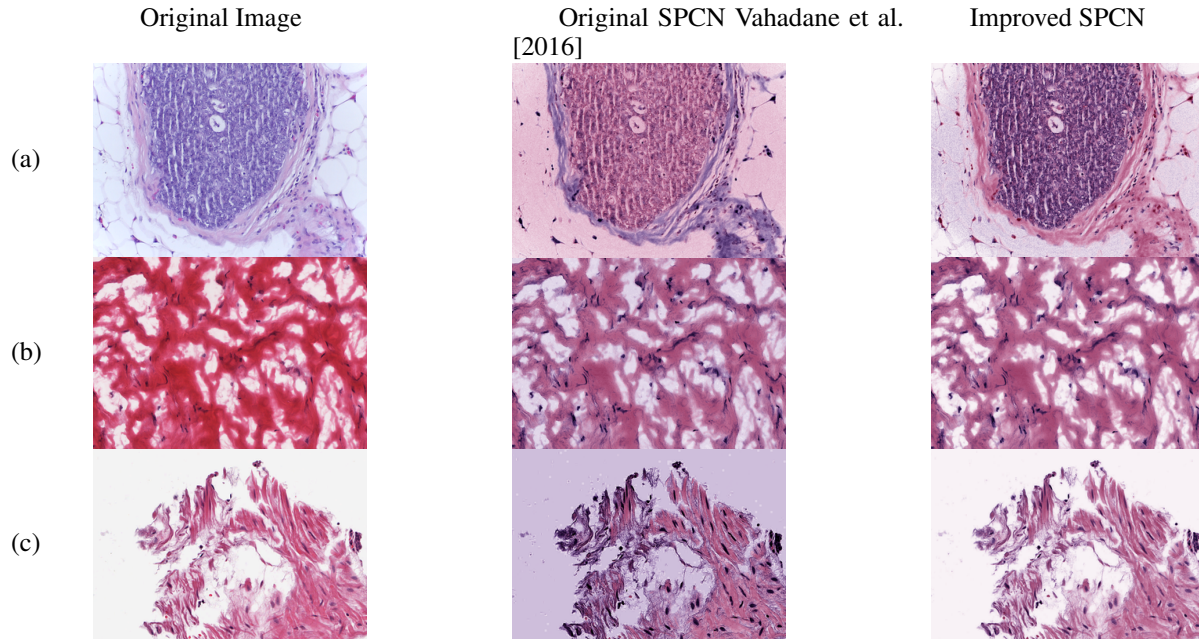 Original Image
Original SPCN Vahadane et al.
[2016]
Improved SPCN
(a)
(b)
(c)